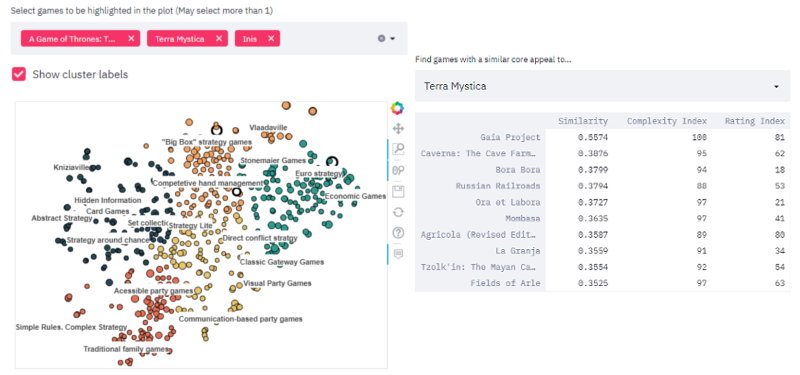 Select games to be highlighted in the plot (May select more than 1)
A Game of Thrones: T... ×
Terra Mystica ×
Inis ×
Show cluster labels
Vlaadaville
"Big Box" strategy games
Stonemaier Games
Kniziaville
Euro strategy
Competetive hand management
Economic Games
Hidden Information
Card Games
Abstract Strategy
Set collection
Strategy Lite
Strategy around chance
Direct conflict strategy
Classic Gateway Games
Visual Party Games
Acessible party games
Communication-based party games
Simple Rules. Complex Strategy
Traditional family games
Find games with a similar core appeal to...
Terra Mystica
Similarity Complexity Index Rating Index
Gaia Project 0.5574 100 81
Caverna: The Cave Farm... 0.3876 95 62
Bora Bora 0.3799 94 18
Russian Railroads 0.3794 88 53
Ora et Labora 0.3727 97 21
Mombasa 0.3635 97 41
Agricola (Revised Edit... 0.3587 89 80
La Granja 0.3559 91 34
Tzolk'in: The Mayan Ca... 0.3554 92 54
Fields of Arle 0.3525 97 63